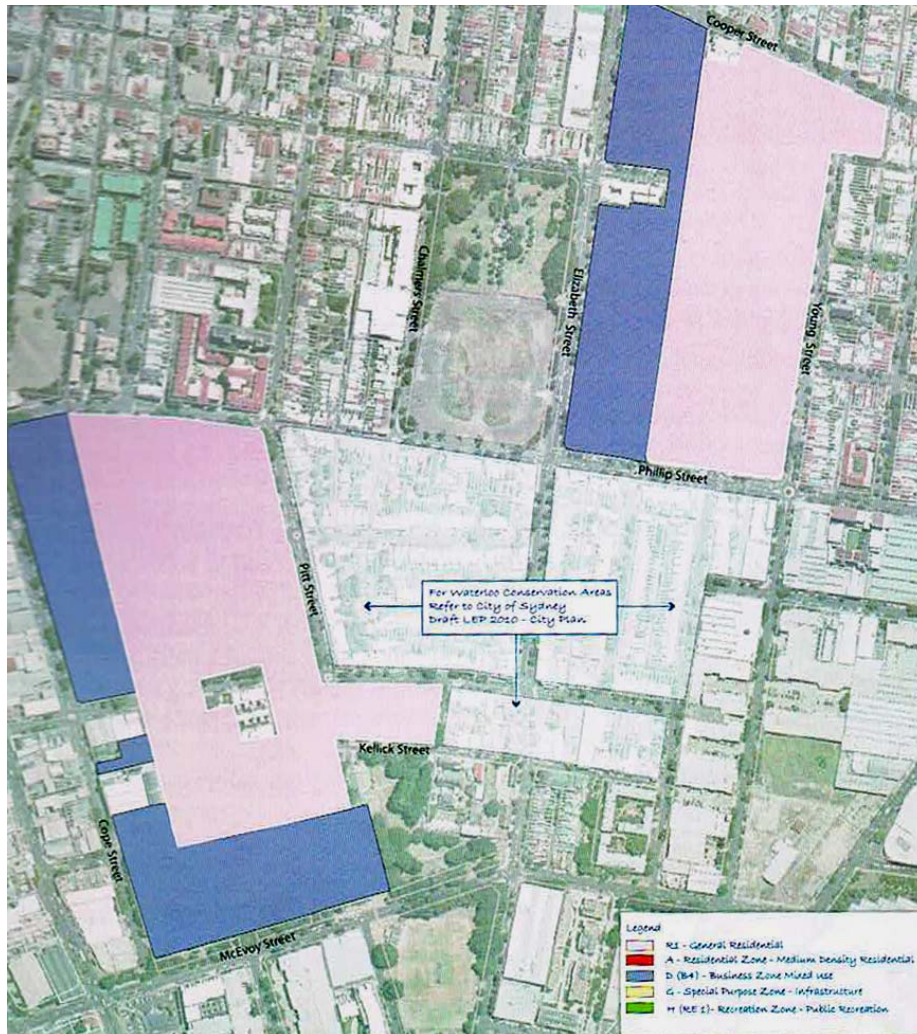 Cooper Street
Chalmers Street
Elizabeth Street
Young Street
Phillip Street
Pitt Street
For Waterloo Conservation Areas
Refer to City of Sydney
Draft LEP 2010 - City Plan
Kellick Street
Cope Street
McEvoy Street
Legend
R1 - General Residential
A - Residential Zone - Medium Density Residential
D (B4) - Business Zone Mixed use
G - Special Purpose Zone - Infrastructure
H (RE 1) - Recreation Zone - Public Recreation